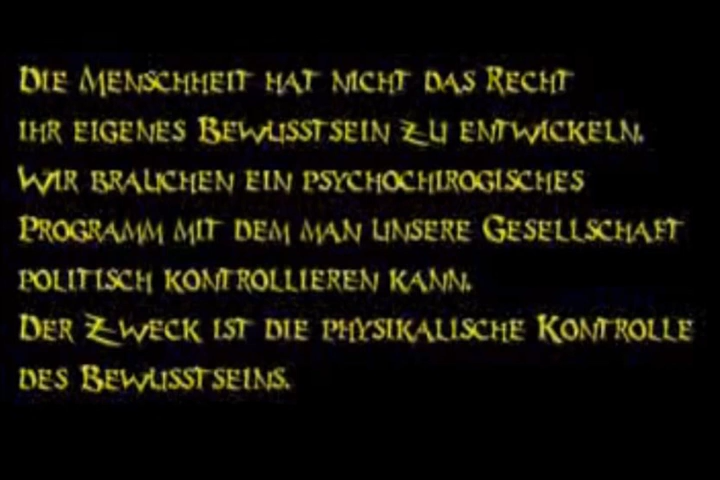 Die Menschheit hat nicht das Recht
ihr eigenes Bewusstsein zu entwickeln.
Wir brauchen ein psychochirogisches
Programm mit dem man unsere Gesellschaft
politisch kontrollieren kann.
Der Zweck ist die physikalische Kontrolle
des Bewusstseins.